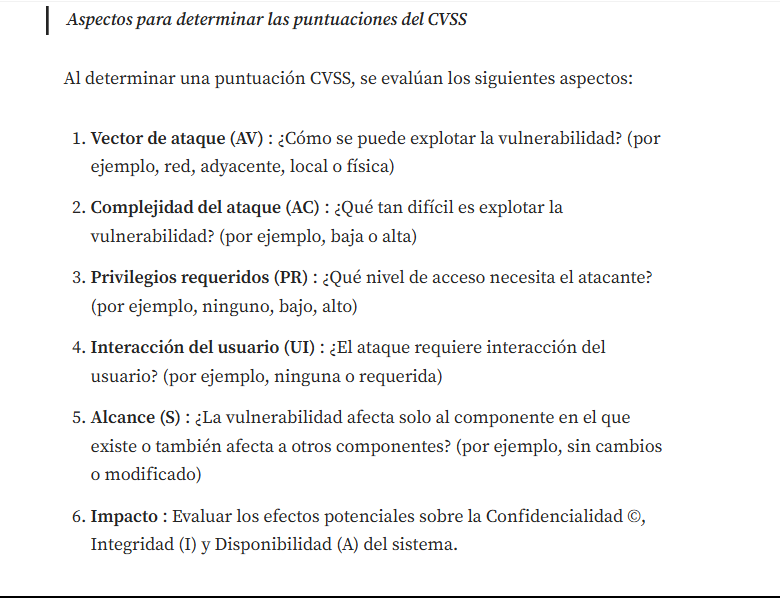 Aspectos para determinar las puntuaciones del CVSS
Al determinar una puntuación CVSS, se evalúan los siguientes aspectos:
1. Vector de ataque (AV) : ¿Cómo se puede explotar la vulnerabilidad? (por
ejemplo, red, adyacente, local o física)
2. Complejidad del ataque (AC) : ¿Qué tan difícil es explotar la
vulnerabilidad? (por ejemplo, baja o alta)
3. Privilegios requeridos (PR) : ¿Qué nivel de acceso necesita el atacante?
(por ejemplo, ninguno, bajo, alto)
4. Interacción del usuario (UI) : ¿El ataque requiere interacción del
usuario? (por ejemplo, ninguna o requerida)
5. Alcance (S) : ¿La vulnerabilidad afecta solo al componente en el que
existe o también afecta a otros componentes? (por ejemplo, sin cambios
o modificado)
6. Impacto : Evaluar los efectos potenciales sobre la Confidencialidad ©,
Integridad (I) y Disponibilidad (A) del sistema.